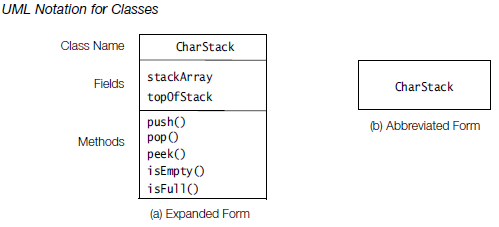 UML Notation for Classes
Class Name
CharStack
Fields
stackArray
topOfStack
Methods
push()
pop()
peek()
isEmpty()
isFull()
(a) Expanded Form
CharStack
(b) Abbreviated Form